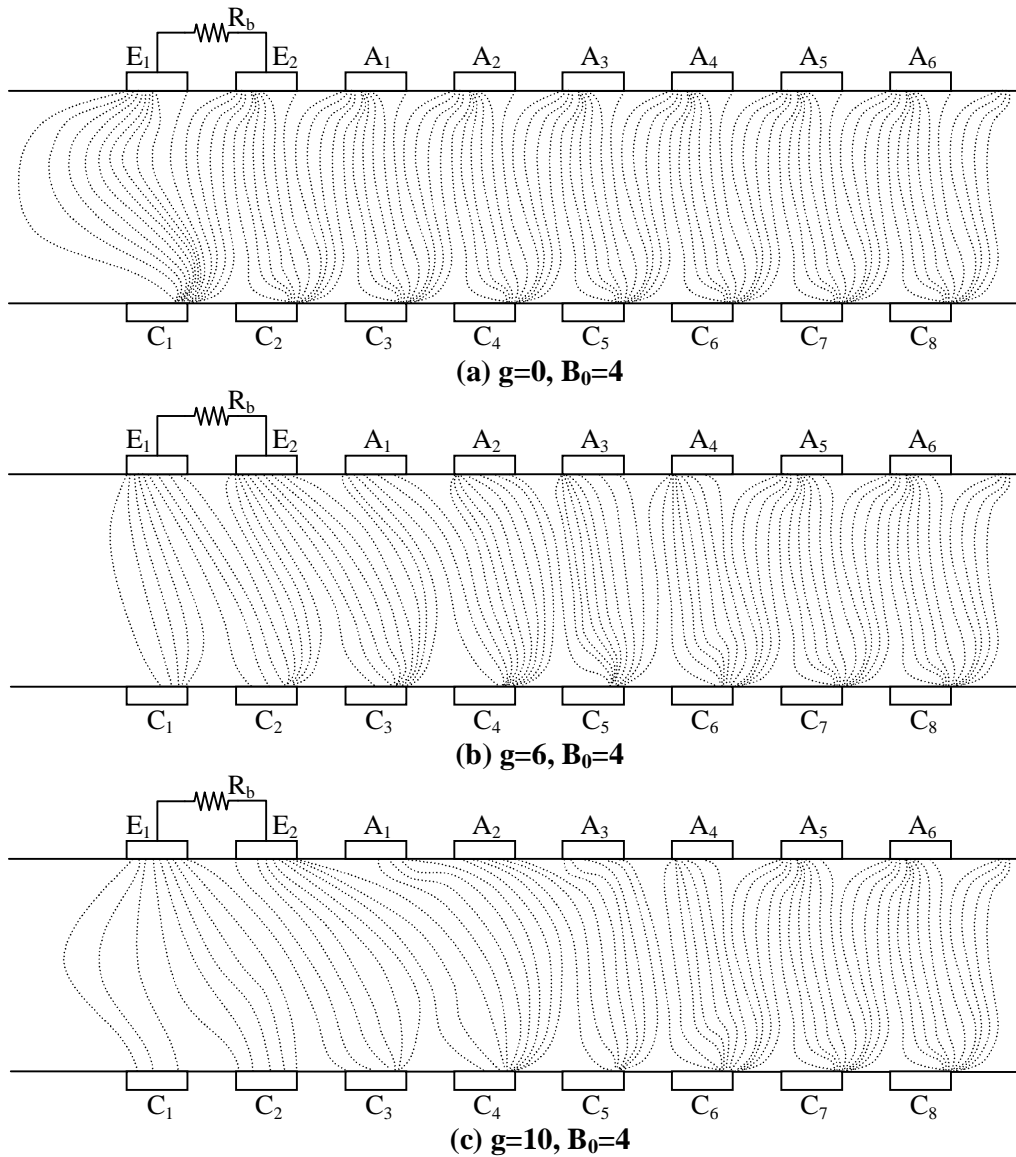 R_b
E_1 E_2 A_1 A_2 A_3 A_4 A_5 A_6
C_1 C_2 C_3 C_4 C_5 C_6 C_7 C_8
(a) g=0, B_0=4
R_b
E_1 E_2 A_1 A_2 A_3 A_4 A_5 A_6
C_1 C_2 C_3 C_4 C_5 C_6 C_7 C_8
(b) g=6, B_0=4
R_b
E_1 E_2 A_1 A_2 A_3 A_4 A_5 A_6
C_1 C_2 C_3 C_4 C_5 C_6 C_7 C_8
(c) g=10, B_0=4